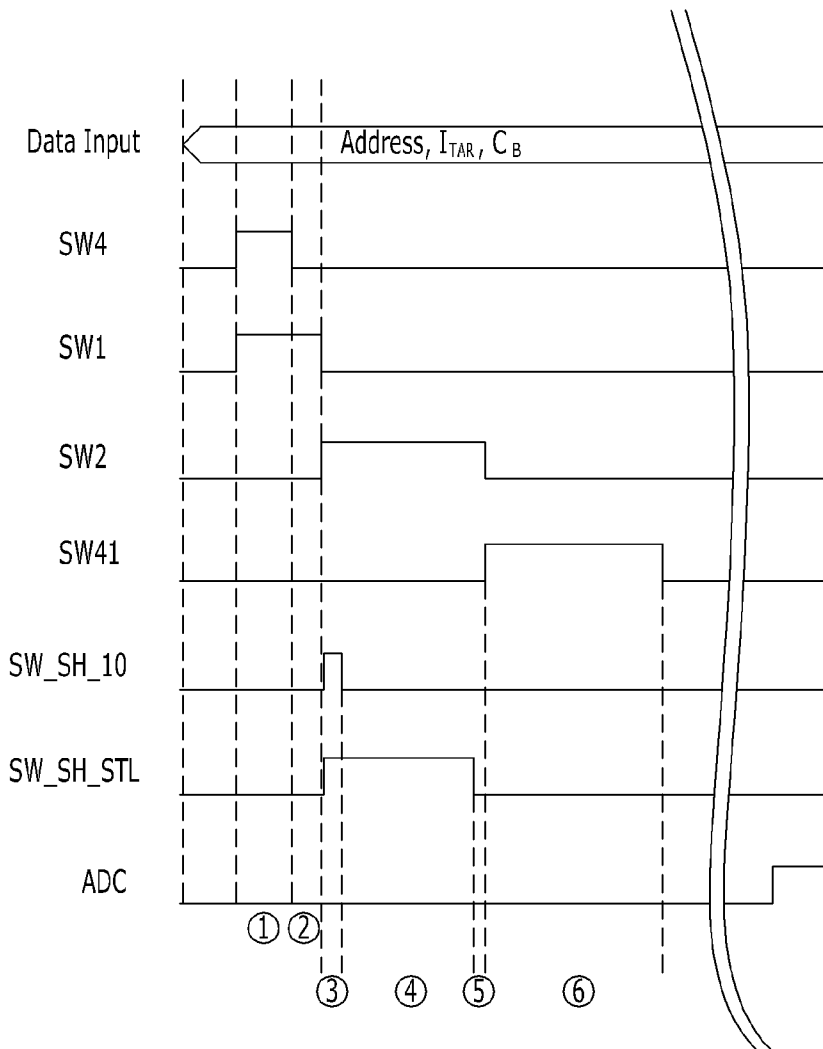 Data Input
Address, I_TAR, C_B
SW4
SW1
SW2
SW41
SW_SH_10
SW_SH_STL
ADC
① ②
③ ④ ⑤ ⑥